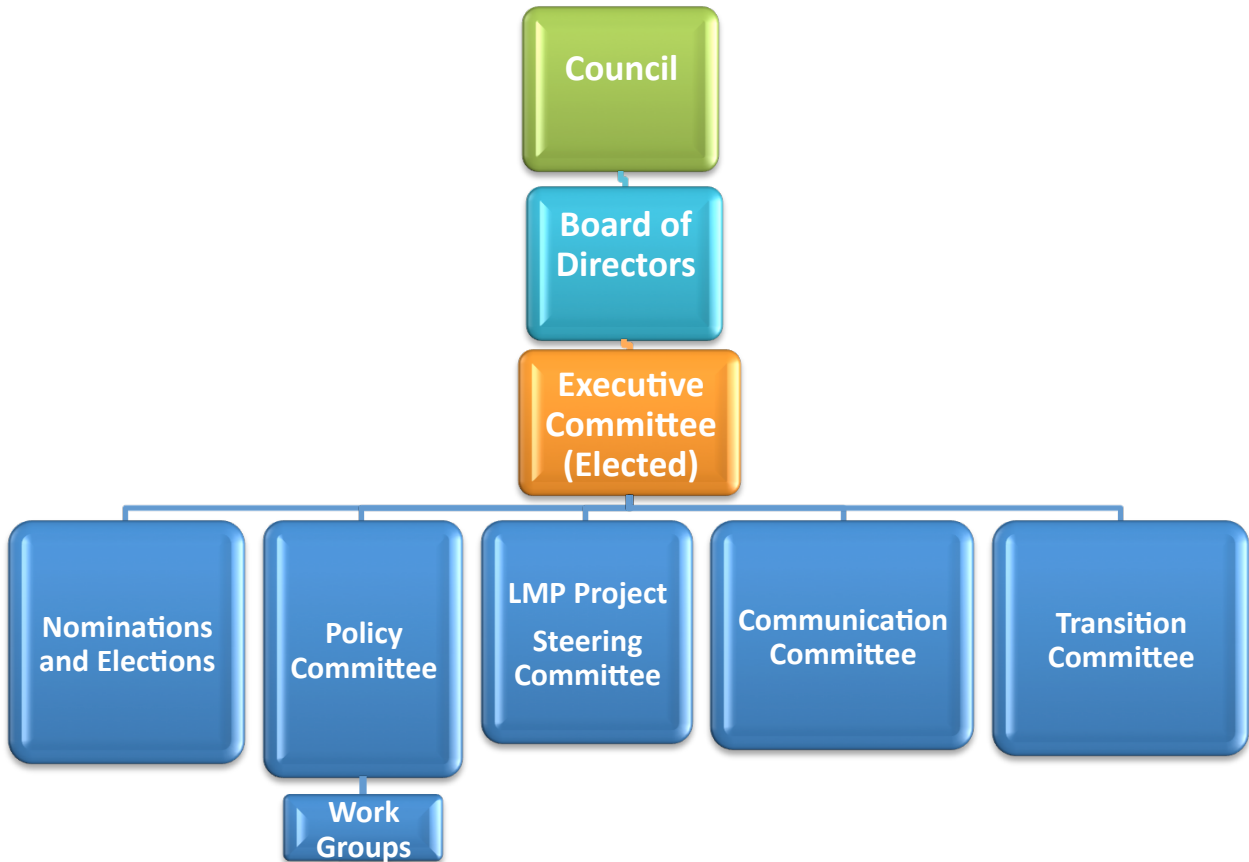 Council
Board of
Directors
Executive
Committee
(Elected)
Nominations
and Elections
Policy
Committee
LMP Project
Steering
Committee
Communication
Committee
Transition
Committee
Work
Groups